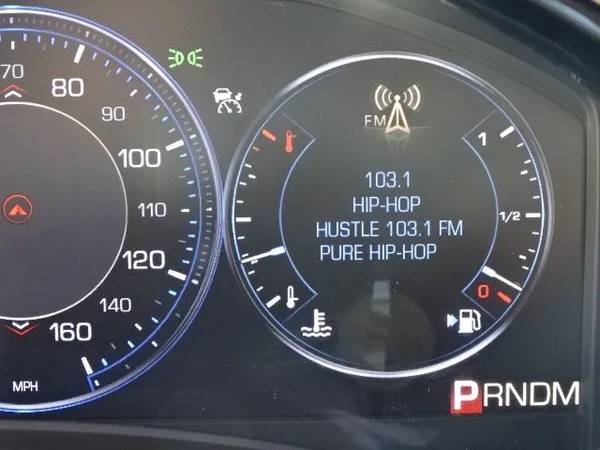 70
80
90
100
110
120
140
160
MPH
FM
103.1
HIP-HOP
HUSTLE 103.1 FM
PURE HIP-HOP
1
1/2
0
PRNDM